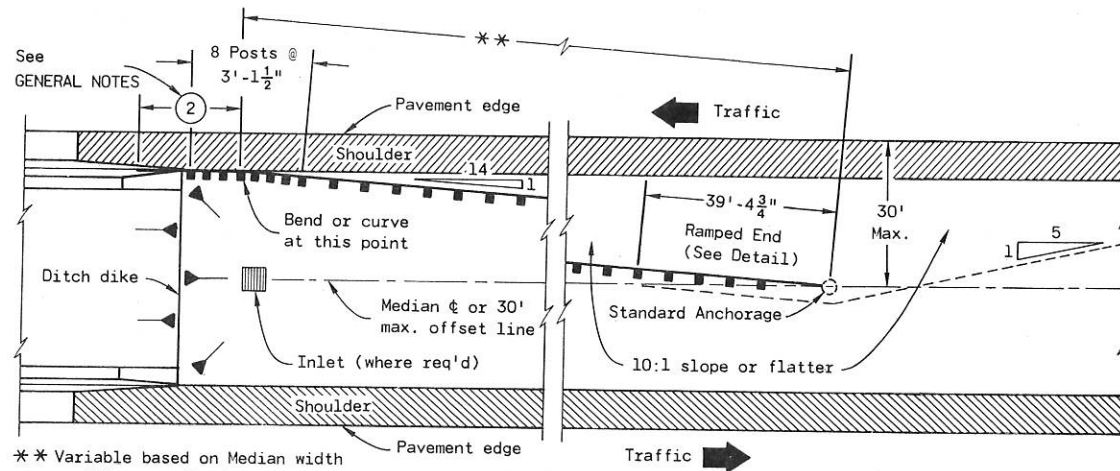 See
GENERAL NOTES
2
8 Posts @
3'-1 1/2"
**
Pavement edge
Traffic
Shoulder
14
1
39'-4 3/4"
30'
Max.
5
1
Bend or curve
at this point
Ramped End
(See Detail)
Ditch dike
Median ℄ or 30'
max. offset line
Standard Anchorage
Inlet (where req'd)
10:1 slope or flatter
Shoulder
Pavement edge
Traffic
** Variable based on Median width